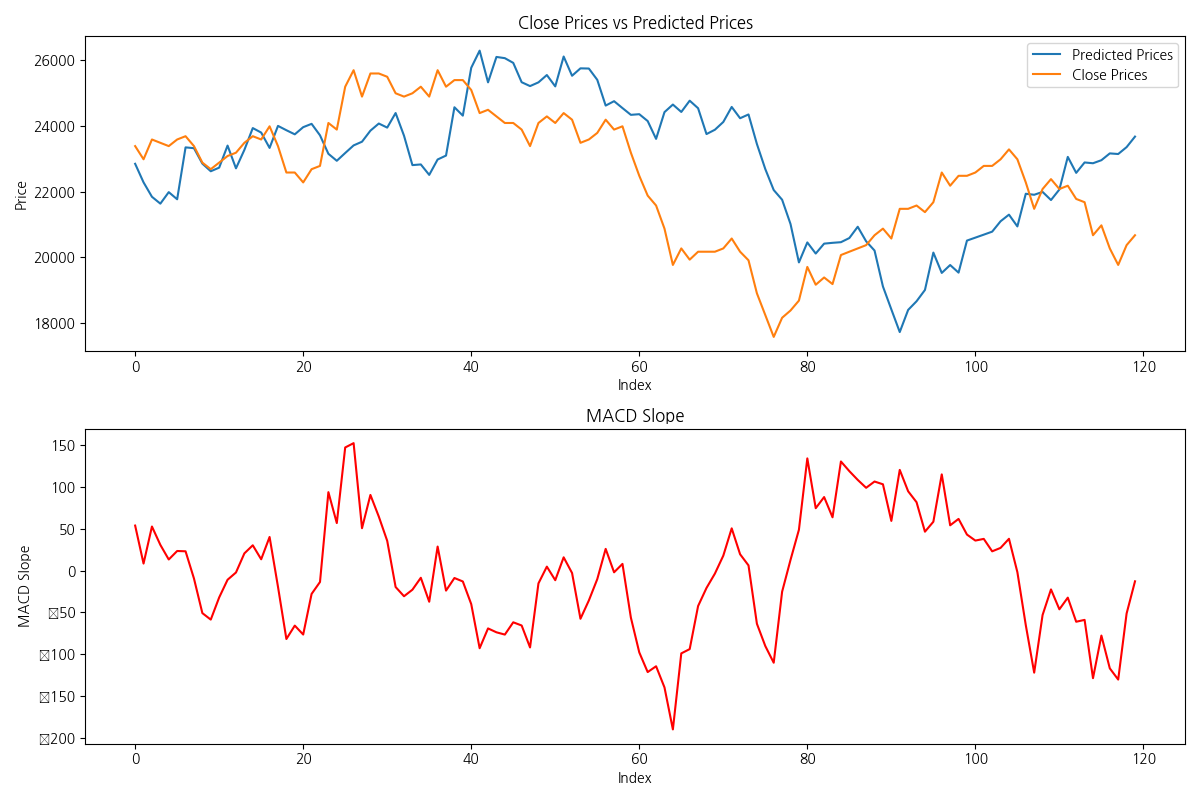 Close Prices vs Predicted Prices
Predicted Prices
Close Prices
26000
24000
22000
20000
18000
Price
0 20 40 60 80 100 120
Index
MACD Slope
150
100
50
0
50
100
150
200
MACD Slope
0 20 40 60 80 100 120
Index